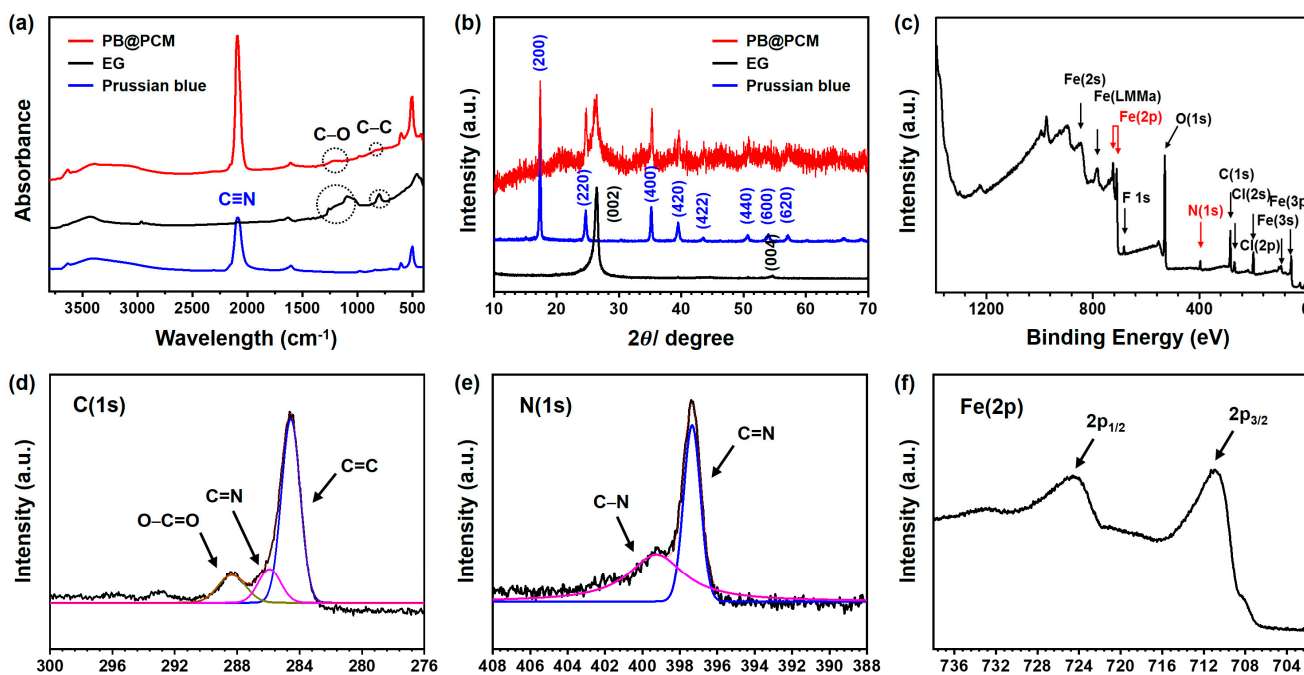 (a)
PB@PCM
EG
Prussian blue
C–O
C–C
C≡N
Absorbance
3500 3000 2500 2000 1500 1000 500
Wavelength (cm⁻¹)
(b)
PB@PCM
EG
Prussian blue
(200)
(220)
(002)
(400)
(420)
(422)
(440)
(600)
(004)
(620)
Intensity (a.u.)
10 20 30 40 50 60 70
2θ/ degree
(c)
Fe(2s)
Fe(LMMa)
Fe(2p)
O(1s)
F 1s
N(1s)
C(1s)
Cl(2s)
Fe(3p
Fe(3s)
Cl(2p)
Intensity (a.u.)
1200 800 400 0
Binding Energy (eV)
(d)
C(1s)
C=C
C=N
O–C=O
Intensity (a.u.)
300 296 292 288 284 280 276
(e)
N(1s)
C=N
C–N
Intensity (a.u.)
408 406 404 402 400 398 396 394 392 390 388
(f)
Fe(2p)
2p1/2
2p3/2
Intensity (a.u.)
736 732 728 724 720 716 712 708 704